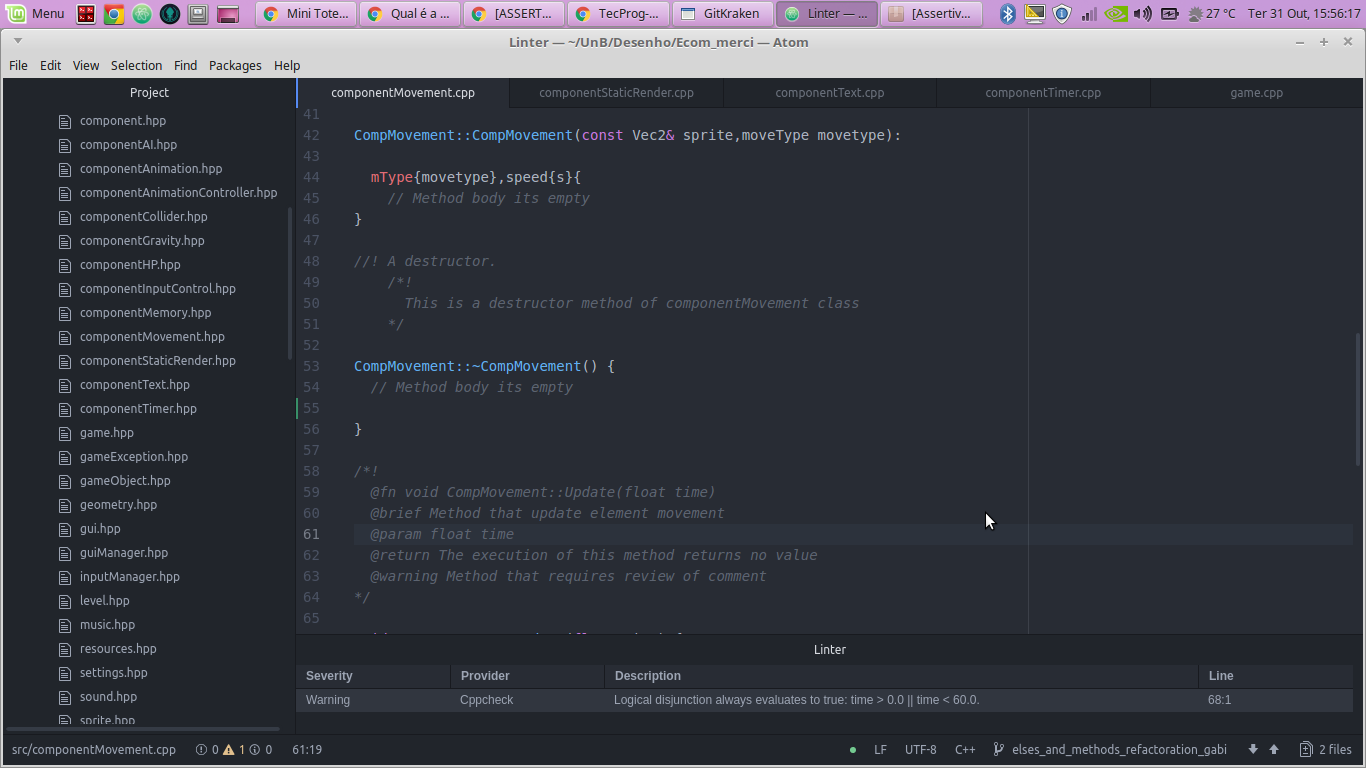 Menu
Mini Tote...
Qual é a ...
[ASSERT...
TecProg-...
GitKraken
Linter — ...
[Assertiv...
27 °C
Ter 31 Out, 15:56:17
Linter — ~/UnB/Desenho/Ecom_merci — Atom
File Edit View Selection Find Packages Help
Project
component.hpp
componentAI.hpp
componentAnimation.hpp
componentAnimationController.hpp
componentCollider.hpp
componentGravity.hpp
componentHP.hpp
componentInputControl.hpp
componentMemory.hpp
componentMovement.hpp
componentStaticRender.hpp
componentText.hpp
componentTimer.hpp
game.hpp
gameException.hpp
gameObject.hpp
geometry.hpp
gui.hpp
guiManager.hpp
inputManager.hpp
level.hpp
music.hpp
resources.hpp
settings.hpp
sound.hpp
sprite.hpp
componentMovement.cpp
componentStaticRender.cpp
componentText.cpp
componentTimer.cpp
game.cpp
41
42 CompMovement::CompMovement(const Vec2& sprite,moveType movetype):
43
44 mType{movetype},speed{s}{
45 // Method body its empty
46 }
47
48 //! A destructor.
49 /*!
50 This is a destructor method of componentMovement class
51 */
52
53 CompMovement::~CompMovement() {
54 // Method body its empty
55
56 }
57
58 /*!
59 @fn void CompMovement::Update(float time)
60 @brief Method that update element movement
61 @param float time
62 @return The execution of this method returns no value
63 @warning Method that requires review of comment
64 */
65
Linter
Severity Provider Description Line
Warning Cppcheck Logical disjunction always evaluates to true: time > 0.0 || time < 60.0. 68:1
src/componentMovement.cpp 0 1 0 61:19 LF UTF-8 C++ elses_and_methods_refactoration_gabi 2 files